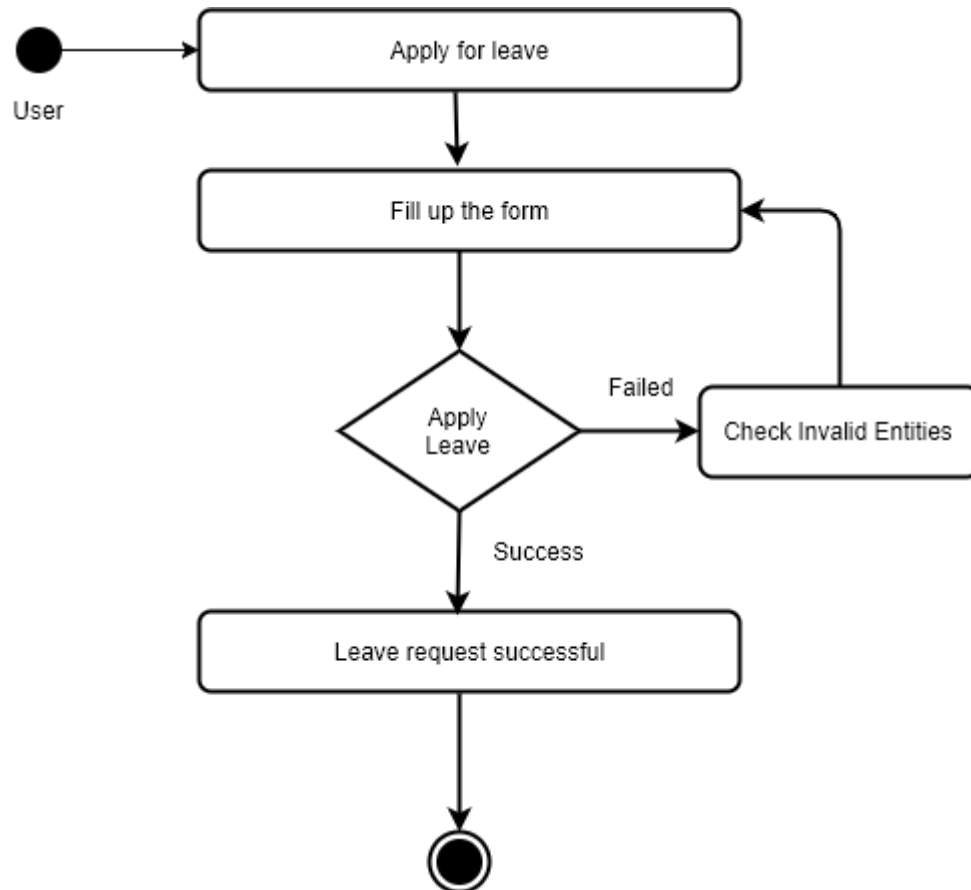 Apply for leave
User
Fill up the form
Failed
Apply
Leave
Check Invalid Entities
Success
Leave request successful